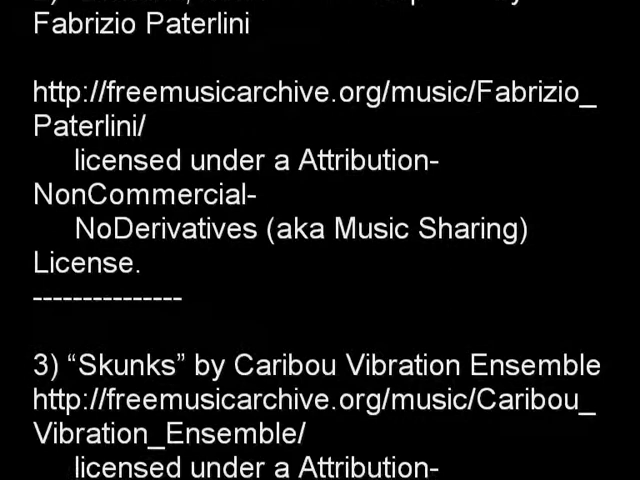 Fabrizio Paterlini
http://freemusicarchive.org/music/Fabrizio_
Paterlini/
licensed under a Attribution-
NonCommercial-
NoDerivatives (aka Music Sharing)
License.
---------------
3) “Skunks” by Caribou Vibration Ensemble
http://freemusicarchive.org/music/Caribou_
Vibration_Ensemble/
licensed under a Attribution-